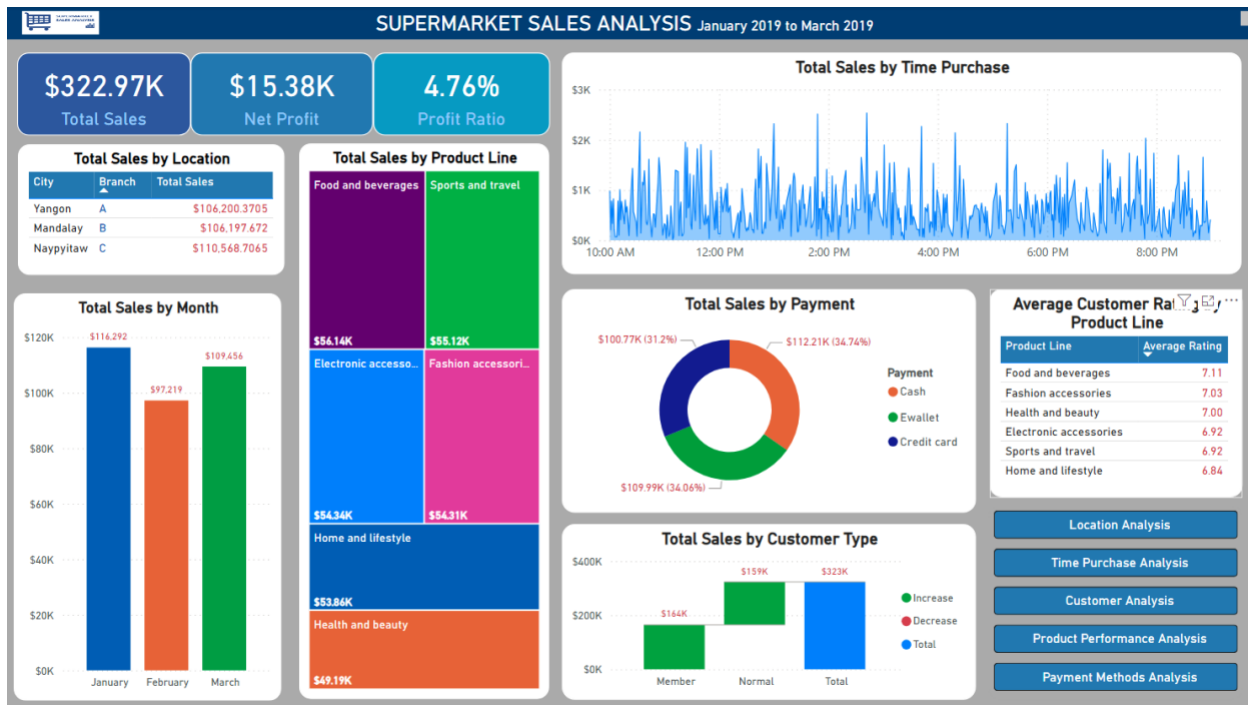 SUPERMARKET SALES ANALYSIS January 2019 to March 2019
$322.97K
Total Sales
$15.38K
Net Profit
4.76%
Profit Ratio
Total Sales by Location
City Branch Total Sales
Yangon A $106,200.3705
Mandalay B $106,197.672
Naypyitaw C $110,568.7065
Total Sales by Month
$120K
$100K
$80K
$60K
$40K
$20K
$0K
$116,292
$97,219
$109,456
January February March
Total Sales by Product Line
Food and beverages
$56.14K
Sports and travel
$55.12K
Electronic accesso...
$54.34K
Fashion accessori...
$54.31K
Home and lifestyle
$53.86K
Health and beauty
$49.19K
Total Sales by Time Purchase
$3K
$2K
$1K
$0K
10:00 AM 12:00 PM 2:00 PM 4:00 PM 6:00 PM 8:00 PM
Total Sales by Payment
$100.77K (31.2%)
$112.21K (34.74%)
$109.99K (34.06%)
Payment
Cash
Ewallet
Credit card
Total Sales by Customer Type
$400K
$200K
$0K
$164K
$159K
$323K
Member Normal Total
Increase
Decrease
Total
Average Customer
Product Line
Product Line Average Rating
Food and beverages 7.11
Fashion accessories 7.03
Health and beauty 7.00
Electronic accessories 6.92
Sports and travel 6.92
Home and lifestyle 6.84
Location Analysis
Time Purchase Analysis
Customer Analysis
Product Performance Analysis
Payment Methods Analysis